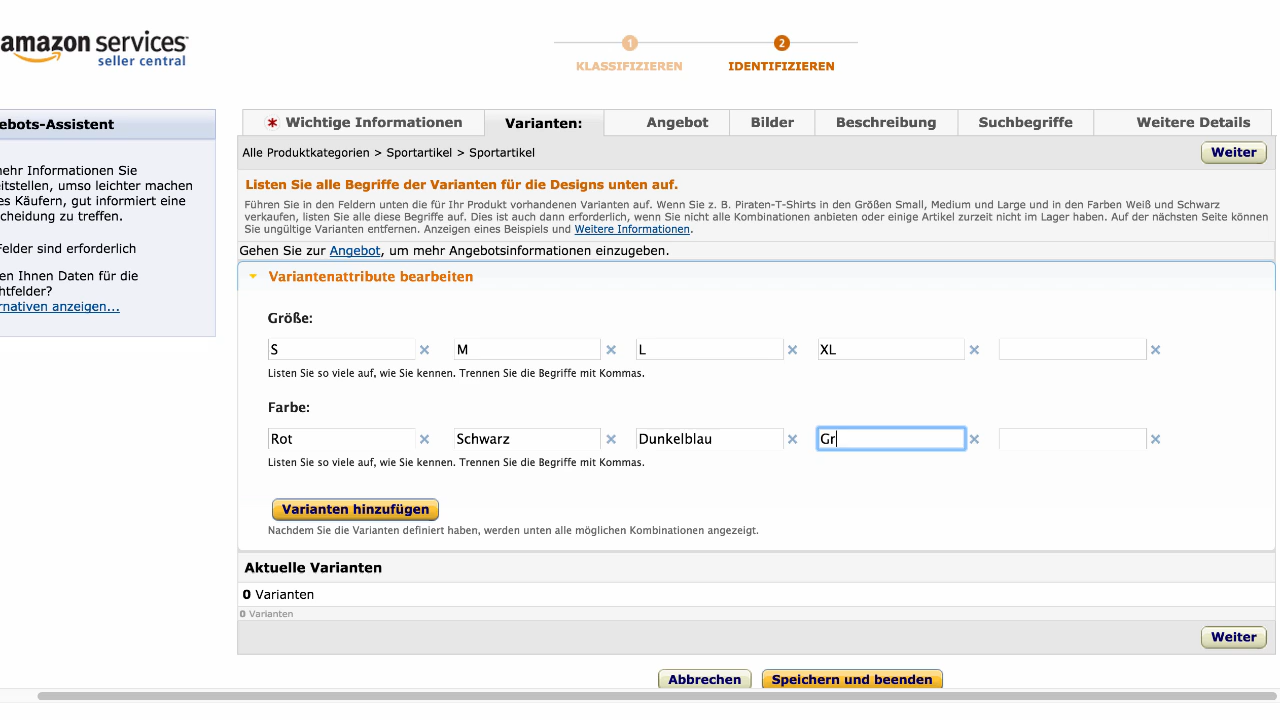 amazon services
seller central
1
2
KLASSIFIZIEREN
IDENTIFIZIEREN
ebots-Assistent
nehr Informationen Sie
eitstellen, umso leichter machen
es Käufern, gut informiert eine
scheidung zu treffen.
Felder sind erforderlich
en Ihnen Daten für die
chtfelder?
rnativen anzeigen...
* Wichtige Informationen
Varianten:
Angebot
Bilder
Beschreibung
Suchbegriffe
Weitere Details
Alle Produktkategorien > Sportartikel > Sportartikel
Weiter
Listen Sie alle Begriffe der Varianten für die Designs unten auf.
Führen Sie in den Feldern unten die für Ihr Produkt vorhandenen Varianten auf. Wenn Sie z. B. Piraten-T-Shirts in den Größen Small, Medium und Large und in den Farben Weiß und Schwarz
verkaufen, listen Sie alle diese Begriffe auf. Dies ist auch dann erforderlich, wenn Sie nicht alle Kombinationen anbieten oder einige Artikel zurzeit nicht im Lager haben. Auf der nächsten Seite können
Sie ungültige Varianten entfernen. Anzeigen eines Beispiels und Weitere Informationen.
Gehen Sie zur Angebot, um mehr Angebotsinformationen einzugeben.
Variantenattribute bearbeiten
Größe:
S
M
L
XL
Listen Sie so viele auf, wie Sie kennen. Trennen Sie die Begriffe mit Kommas.
Farbe:
Rot
Schwarz
Dunkelblau
Gr
Listen Sie so viele auf, wie Sie kennen. Trennen Sie die Begriffe mit Kommas.
Varianten hinzufügen
Nachdem Sie die Varianten definiert haben, werden unten alle möglichen Kombinationen angezeigt.
Aktuelle Varianten
0 Varianten
0 Varianten
Weiter
Abbrechen
Speichern und beenden